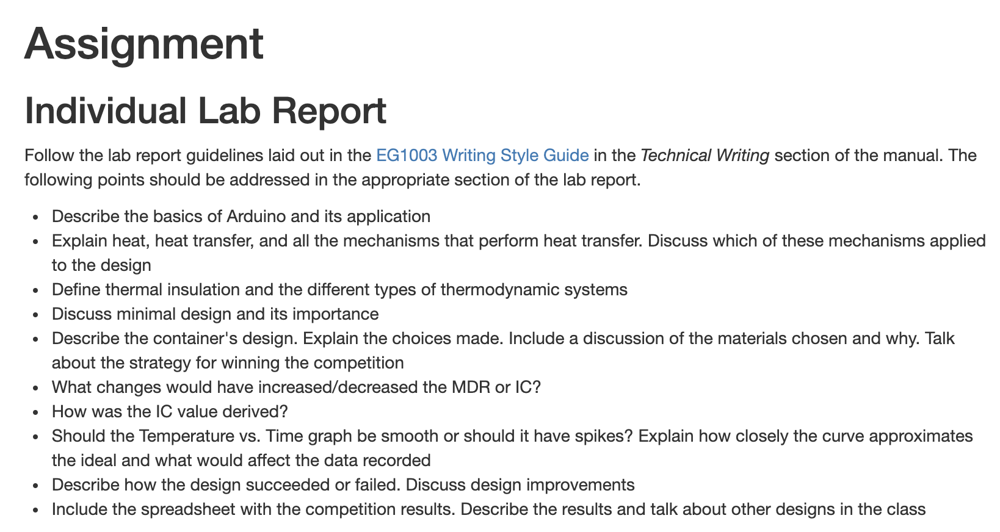 Assignment
Individual Lab Report
Follow the lab report guidelines laid out in the EG1003 Writing Style Guide in the Technical Writing section of the manual. The
following points should be addressed in the appropriate section of the lab report.
• Describe the basics of Arduino and its application
• Explain heat, heat transfer, and all the mechanisms that perform heat transfer. Discuss which of these mechanisms applied
to the design
• Define thermal insulation and the different types of thermodynamic systems
• Discuss minimal design and its importance
• Describe the container's design. Explain the choices made. Include a discussion of the materials chosen and why. Talk
about the strategy for winning the competition
• What changes would have increased/decreased the MDR or IC?
• How was the IC value derived?
• Should the Temperature vs. Time graph be smooth or should it have spikes? Explain how closely the curve approximates
the ideal and what would affect the data recorded
• Describe how the design succeeded or failed. Discuss design improvements
• Include the spreadsheet with the competition results. Describe the results and talk about other designs in the class